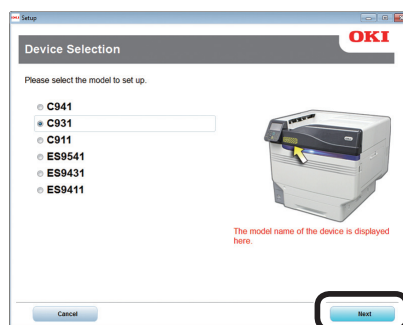 Setup
OKI
Device Selection
Please select the model to set up.
C941
C931
C911
ES9541
ES9431
ES9411
The model name of the device is displayed
here.
Cancel
Next